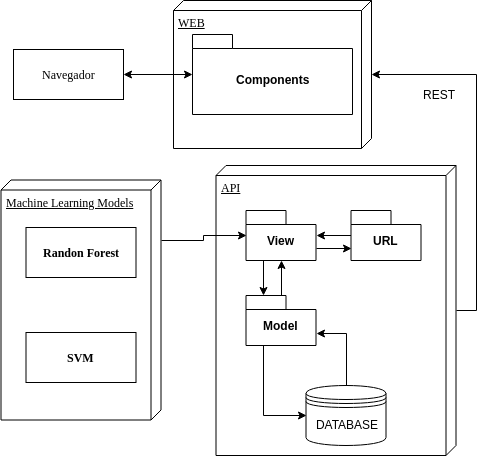 WEB
Navegador
Components
REST
Machine Learning Models
API
Randon Forest
View
URL
Model
SVM
DATABASE